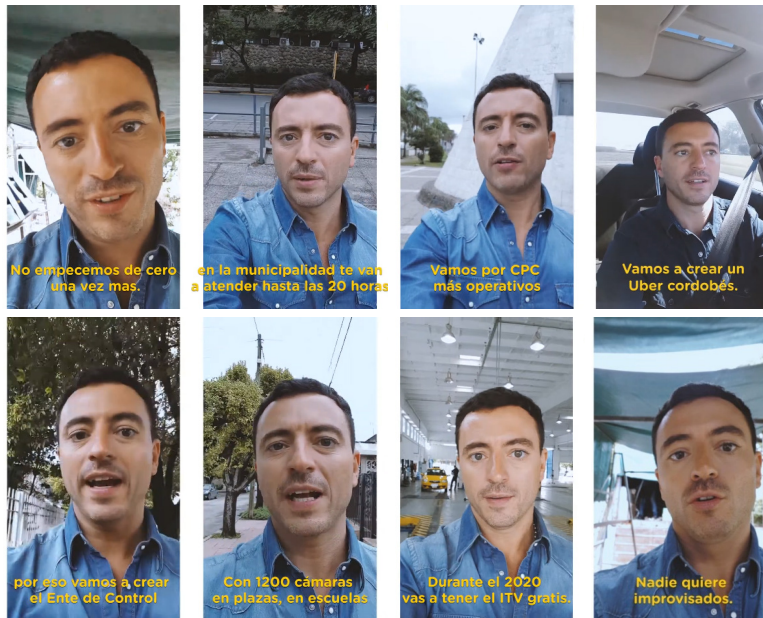 No empecemos de cero
una vez mas.
en la municipalidad te van
a atender hasta las 20 horas
Vamos por CPC
más operativos
Vamos a crear un
Uber cordobés.
por eso vamos a crear
el Ente de Control
Con 1200 cámaras
en plazas, en escuelas
Durante el 2020
vas a tener el ITV gratis.
Nadie quiere
improvisados.